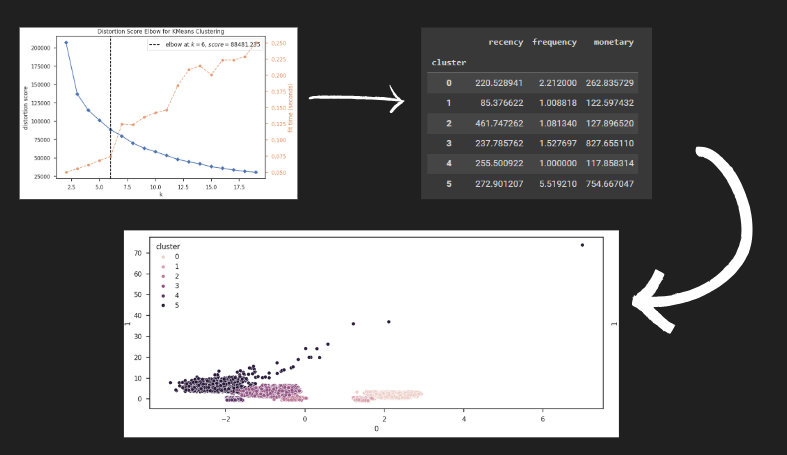 Distortion Score Elbow for KMeans Clustering
elbow at k = 6, score = 88481.235
distortion score
200000
175000
150000
125000
100000
75000
50000
25000
2.5 5.0 7.5 10.0 12.5 15.0 17.5
k
0.250
0.225
0.200
0.175
0.150
0.125
0.100
0.075
0.050
fit time (seconds)
recency frequency monetary
cluster
0 220.528941 2.212000 262.835729
1 85.376622 1.008818 122.597432
2 461.747262 1.081340 127.896520
3 237.785762 1.527697 827.655110
4 255.500922 1.000000 117.858314
5 272.901207 5.519210 754.667047
cluster
0
1
2
3
4
5
70
60
50
40
30
20
10
0
1
−2 0 2 4 6
0
1